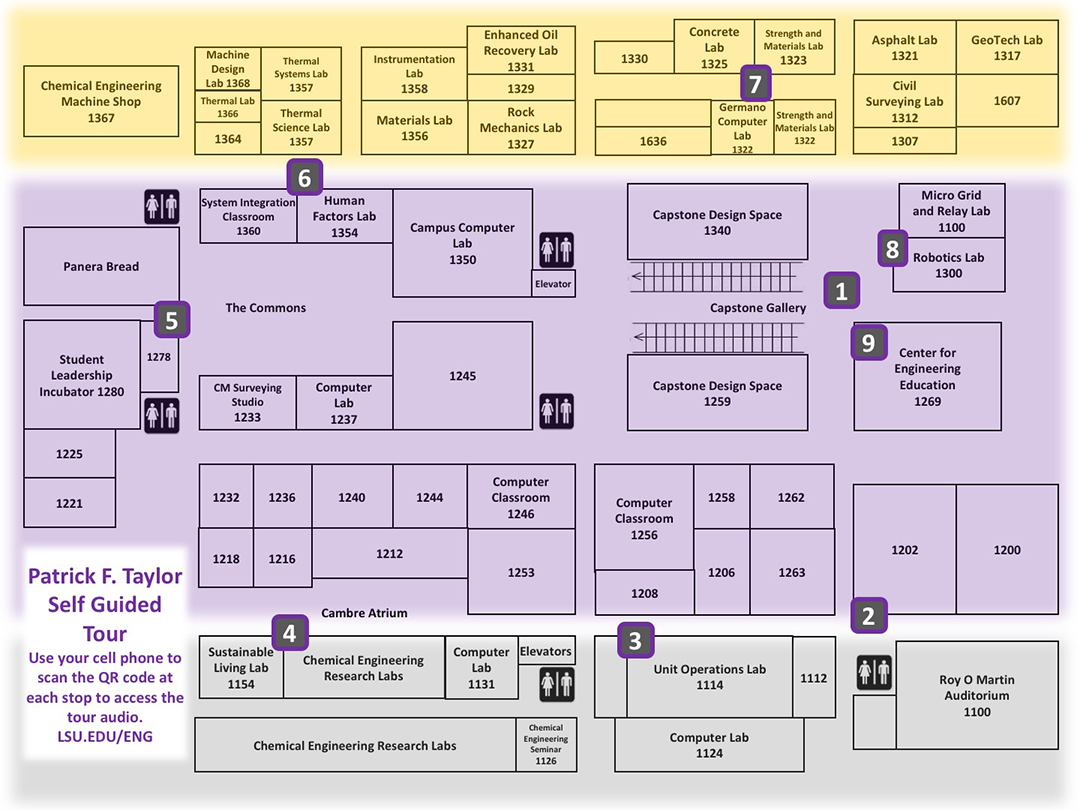 Chemical Engineering
Machine Shop
1367
Machine
Design
Lab 1368
Thermal
Systems Lab
1357
Thermal Lab
1366
1364
Thermal
Science Lab
1357
Instrumentation
Lab
1358
Materials Lab
1356
Enhanced Oil
Recovery Lab
1331
1329
Rock
Mechanics Lab
1327
1330
Concrete
Lab
1325
Strength and
Materials Lab
1323
7
1636
Germano
Computer
Lab
1322
Strength and
Materials Lab
1322
Asphalt Lab
1321
GeoTech Lab
1317
Civil
Surveying Lab
1312
1607
1307
6
System Integration
Classroom
1360
Human
Factors Lab
1354
Campus Computer
Lab
1350
Elevator
Capstone Design Space
1340
Micro Grid
and Relay Lab
1100
8
Robotics Lab
1300
Panera Bread
5
The Commons
Capstone Gallery
1
Student
Leadership
Incubator 1280
1278
CM Surveying
Studio
1233
Computer
Lab
1237
1245
Capstone Design Space
1259
9
Center for
Engineering
Education
1269
1225
1221
1232
1236
1240
1244
Computer
Classroom
1246
1218
1216
1212
1253
Computer
Classroom
1256
1258
1262
1208
1206
1263
1202
1200
Patrick F. Taylor
Self Guided
Tour
Use your cell phone to
scan the QR code at
each stop to access the
tour audio.
LSU.EDU/ENG
Cambre Atrium
4
3
2
Sustainable
Living Lab
1154
Chemical Engineering
Research Labs
Computer
Lab
1131
Elevators
Unit Operations Lab
1114
1112
Roy O Martin
Auditorium
1100
Chemical Engineering Research Labs
Chemical
Engineering
Seminar
1126
Computer Lab
1124